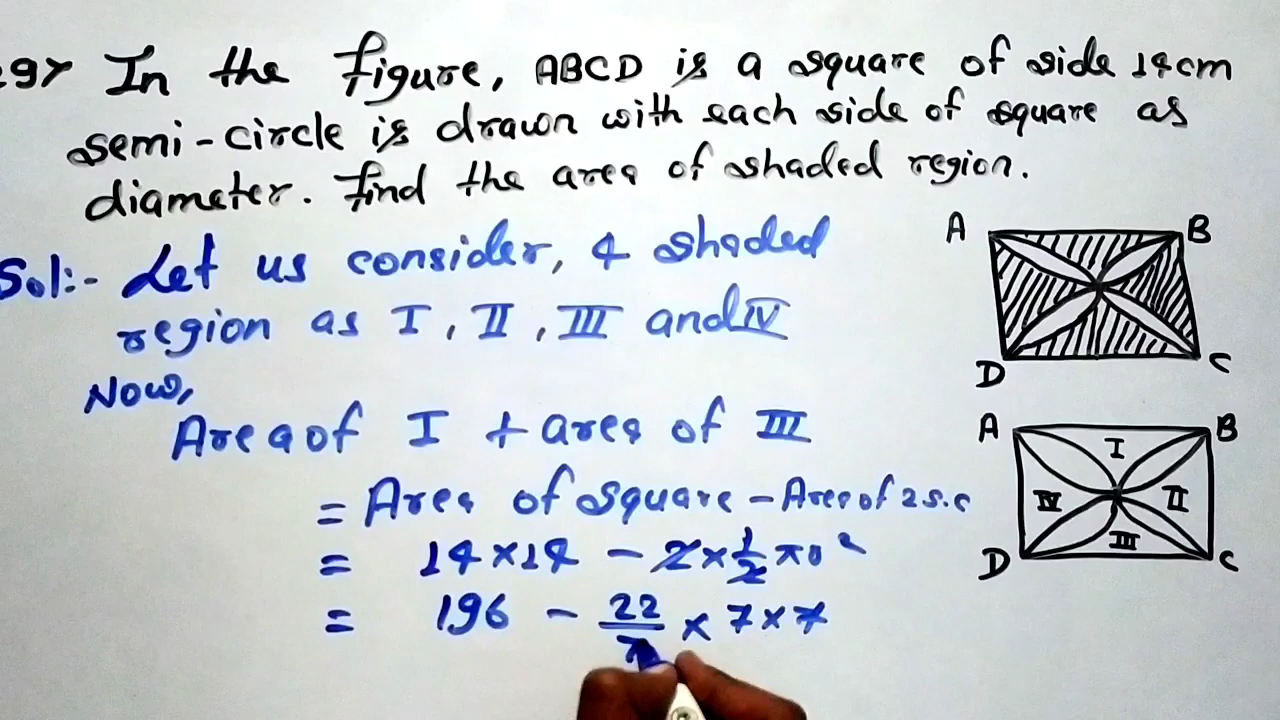 29> In the figure, ABCD is a square of side 14cm
semi-circle is drawn with each side of square as
diameter. Find the area of shaded region.
Sol:- Let us consider, 4 shaded
region as I, II, III and IV
Now,
Area of I + area of III
= Area of square - Area of 2 s.c
= 14×14 - 2×1/2 πr²
= 196 - 22/7 × 7×7
A B
D C
A B
I
IV II
III
D C